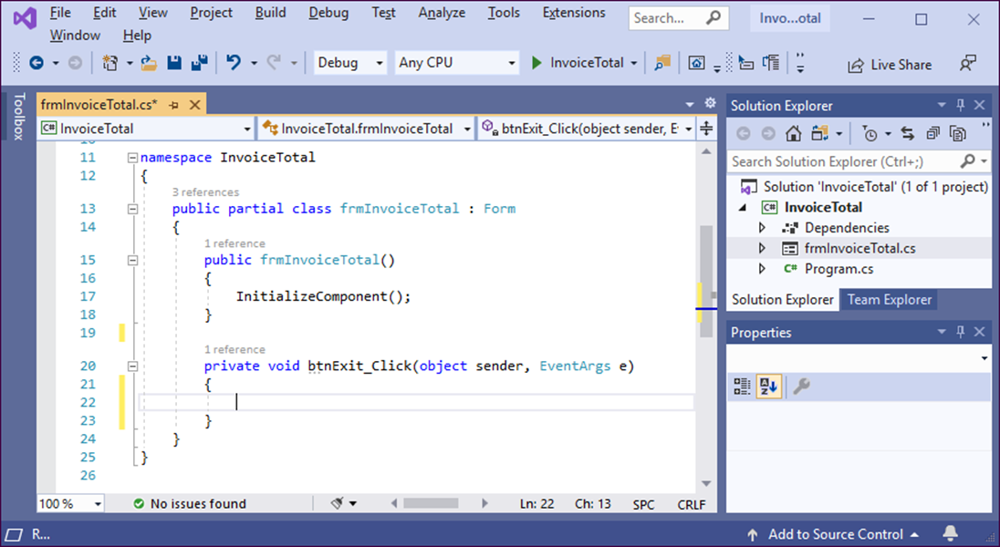 File Edit View Project Build Debug Test Analyze Tools Extensions Search... Invo...otal
Window Help
Debug Any CPU InvoiceTotal Live Share
Toolbox
frmInvoiceTotal.cs*
C# InvoiceTotal InvoiceTotal.frmInvoiceTotal btnExit_Click(object sender, E
11 namespace InvoiceTotal
12 {
3 references
13 public partial class frmInvoiceTotal : Form
14 {
1 reference
15 public frmInvoiceTotal()
16 {
17 InitializeComponent();
18 }
19
1 reference
20 private void btnExit_Click(object sender, EventArgs e)
21 {
22
23 }
24 }
25 }
26
100 % No issues found Ln: 22 Ch: 13 SPC CRLF
Solution Explorer
Search Solution Explorer (Ctrl+;)
Solution 'InvoiceTotal' (1 of 1 project)
C# InvoiceTotal
Dependencies
frmInvoiceTotal.cs
C# Program.cs
Solution Explorer Team Explorer
Properties
R... Add to Source Control